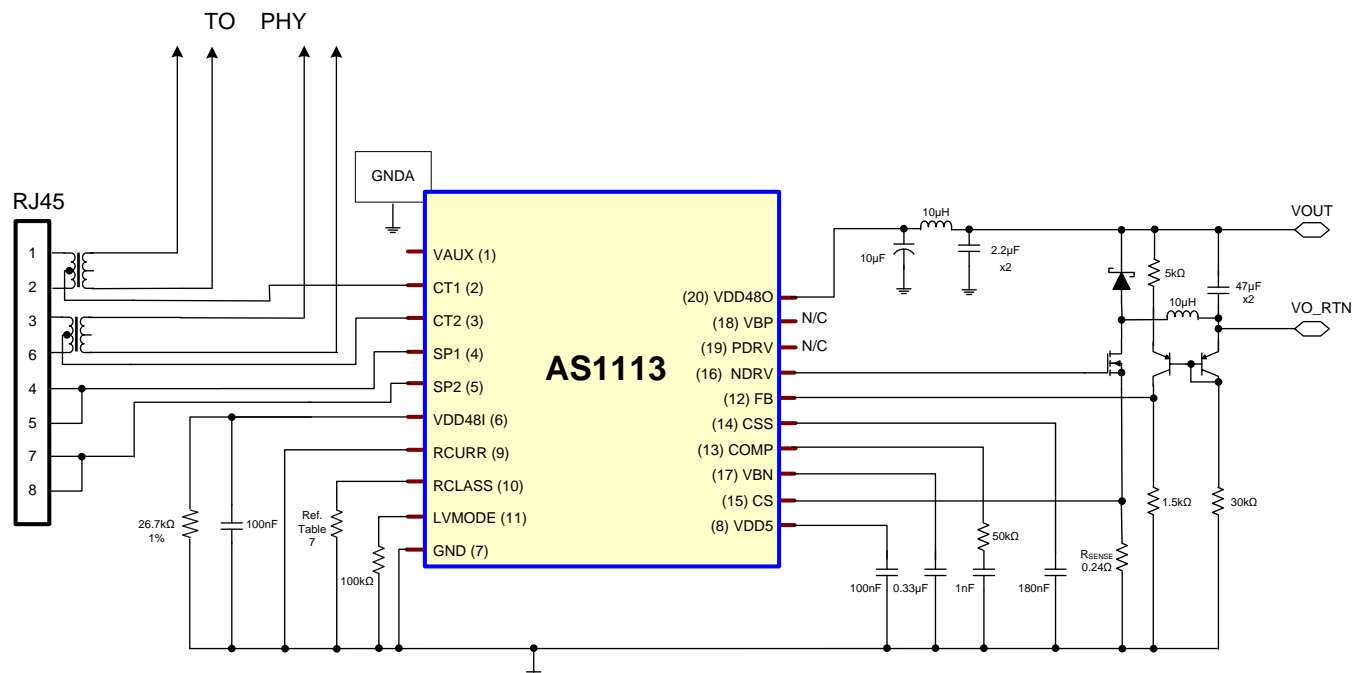 TO PHY
GNDA
RJ45
1
2
3
6
4
5
7
8
VAUX (1)
CT1 (2)
CT2 (3)
SP1 (4)
SP2 (5)
VDD48I (6)
RCURR (9)
RCLASS (10)
LVMODE (11)
GND (7)
AS1113
(20) VDD48O
(18) VBP
(19) PDRV
(16) NDRV
(12) FB
(14) CSS
(13) COMP
(17) VBN
(15) CS
(8) VDD5
N/C
N/C
26.7kΩ
1%
100nF
Ref.
Table
7
100kΩ
10µF
10µH
2.2µF
x2
5kΩ
10µH
47µF
x2
VOUT
VO_RTN
1.5kΩ
30kΩ
50kΩ
RSENSE
0.24Ω
100nF
0.33µF
1nF
180nF